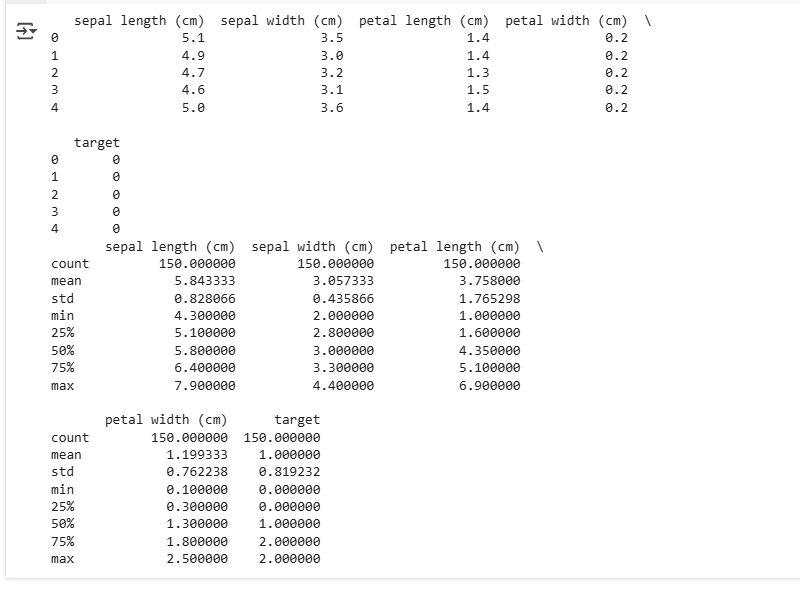 sepal length (cm)  sepal width (cm)  petal length (cm)  petal width (cm)  \
0                5.1               3.5                1.4               0.2
1                4.9               3.0                1.4               0.2
2                4.7               3.2                1.3               0.2
3                4.6               3.1                1.5               0.2
4                5.0               3.6                1.4               0.2
target
0       0
1       0
2       0
3       0
4       0
sepal length (cm)  sepal width (cm)  petal length (cm)  \
count         150.000000        150.000000         150.000000
mean            5.843333          3.057333           3.758000
std             0.828066          0.435866           1.765298
min             4.300000          2.000000           1.000000
25%             5.100000          2.800000           1.600000
50%             5.800000          3.000000           4.350000
75%             6.400000          3.300000           5.100000
max             7.900000          4.400000           6.900000
petal width (cm)      target
count        150.000000  150.000000
mean           1.199333    1.000000
std            0.762238    0.819232
min            0.100000    0.000000
25%            0.300000    0.000000
50%            1.300000    1.000000
75%            1.800000    2.000000
max            2.500000    2.000000